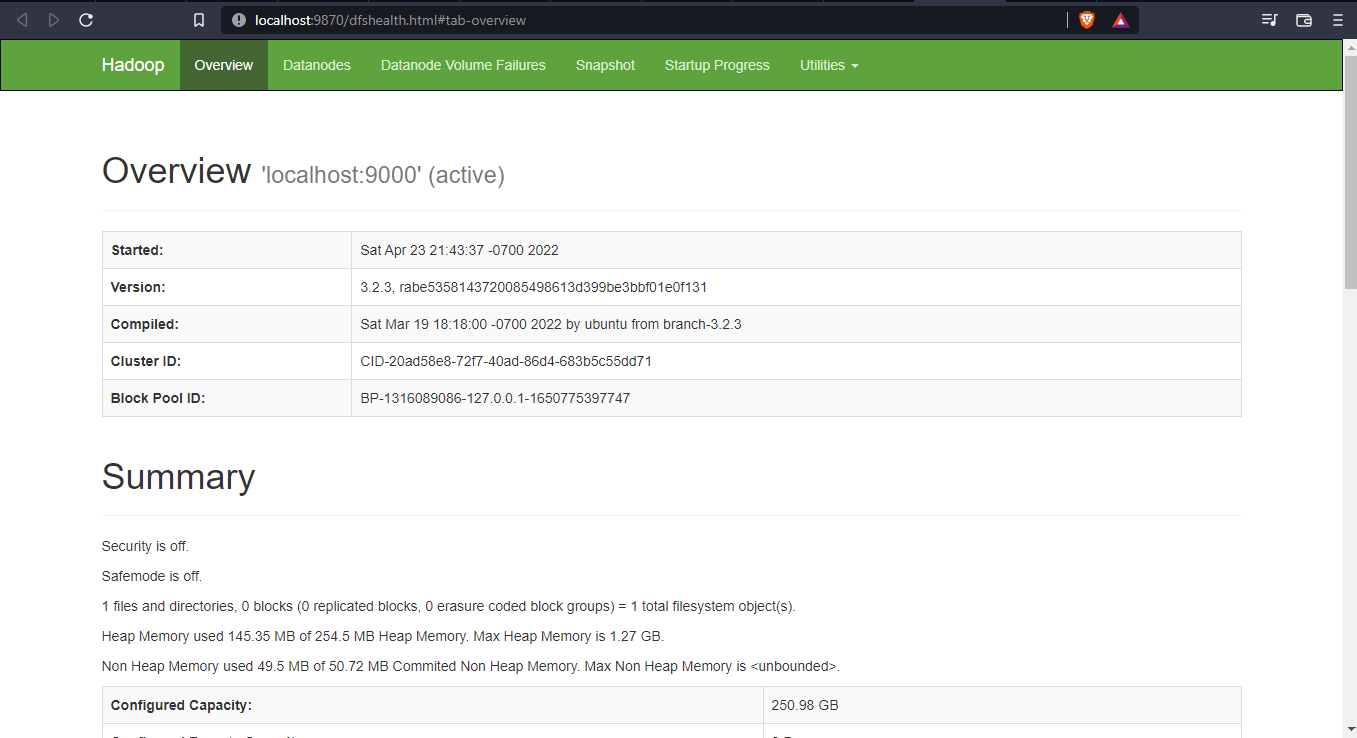 localhost:9870/dfshealth.html#tab-overview
Hadoop Overview Datanodes Datanode Volume Failures Snapshot Startup Progress Utilities
Overview 'localhost:9000' (active)
Started: Sat Apr 23 21:43:37 -0700 2022
Version: 3.2.3, rabe5358143720085498613d399be3bbf01e0f131
Compiled: Sat Mar 19 18:18:00 -0700 2022 by ubuntu from branch-3.2.3
Cluster ID: CID-20ad58e8-72f7-40ad-86d4-683b5c55dd71
Block Pool ID: BP-1316089086-127.0.0.1-1650775397747
Summary
Security is off.
Safemode is off.
1 files and directories, 0 blocks (0 replicated blocks, 0 erasure coded block groups) = 1 total filesystem object(s).
Heap Memory used 145.35 MB of 254.5 MB Heap Memory. Max Heap Memory is 1.27 GB.
Non Heap Memory used 49.5 MB of 50.72 MB Commited Non Heap Memory. Max Non Heap Memory is <unbounded>.
Configured Capacity: 250.98 GB